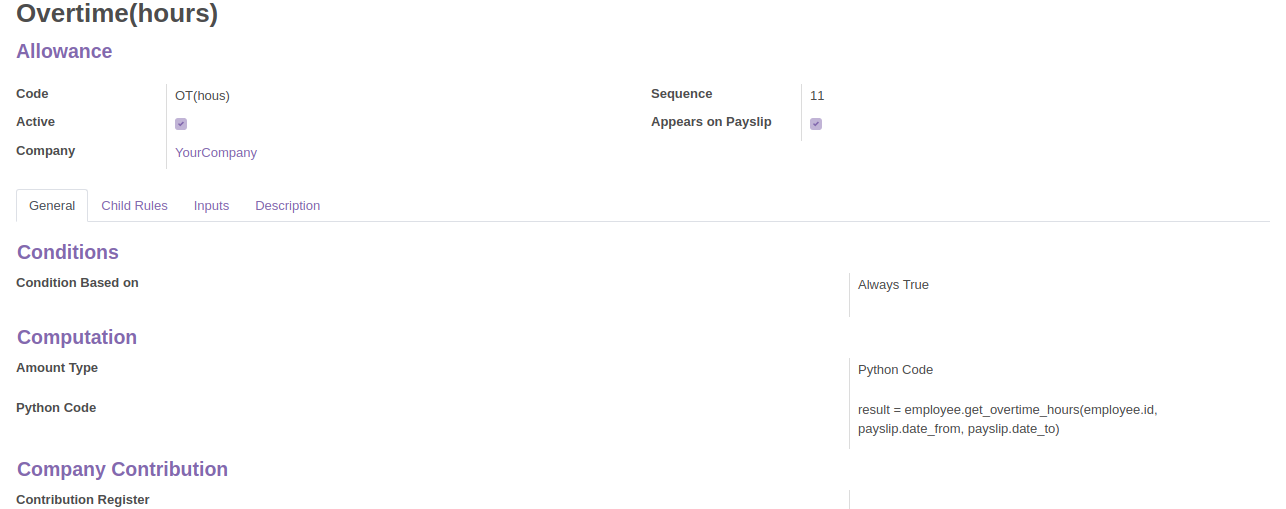 Overtime(hours)
Allowance
Code OT(hous) Sequence 11
Active Appears on Payslip
Company YourCompany
General Child Rules Inputs Description
Conditions
Condition Based on Always True
Computation
Amount Type Python Code
Python Code result = employee.get_overtime_hours(employee.id,
payslip.date_from, payslip.date_to)
Company Contribution
Contribution Register